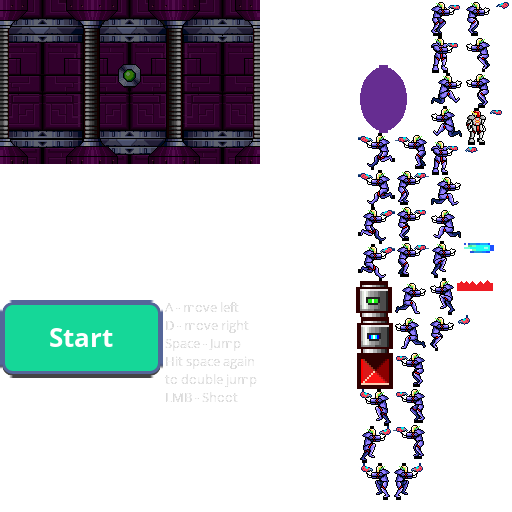 Start
A - move left
D - move right
Space - Jump
Hit space again
to double jump
LMB - Shoot